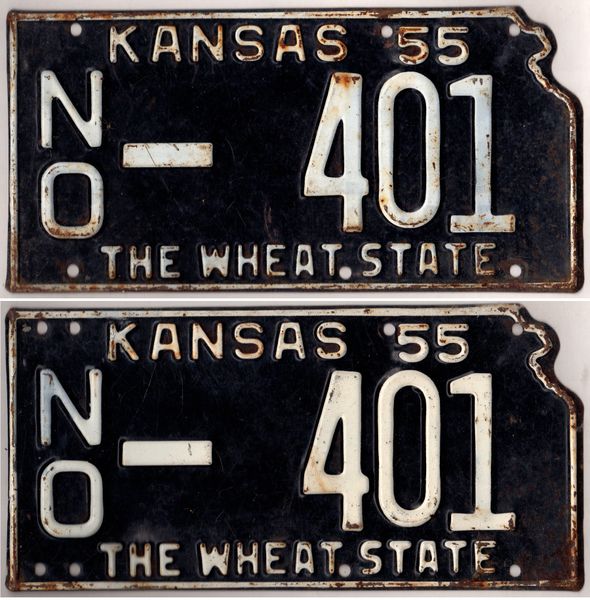 KANSAS 55
NO - 401
THE WHEAT STATE
KANSAS 55
NO - 401
THE WHEAT STATE